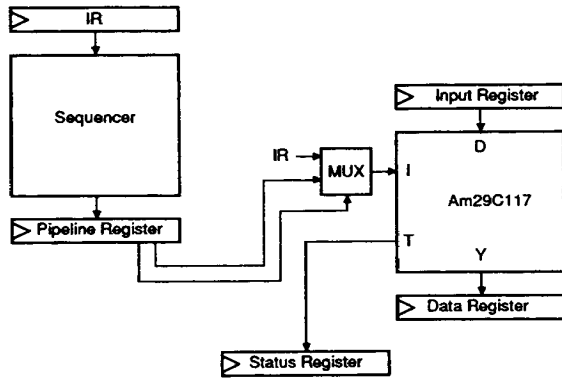 IR
Sequencer
Input Register
IR
MUX
I
D
Am29C117
T
Y
Pipeline Register
Data Register
Status Register